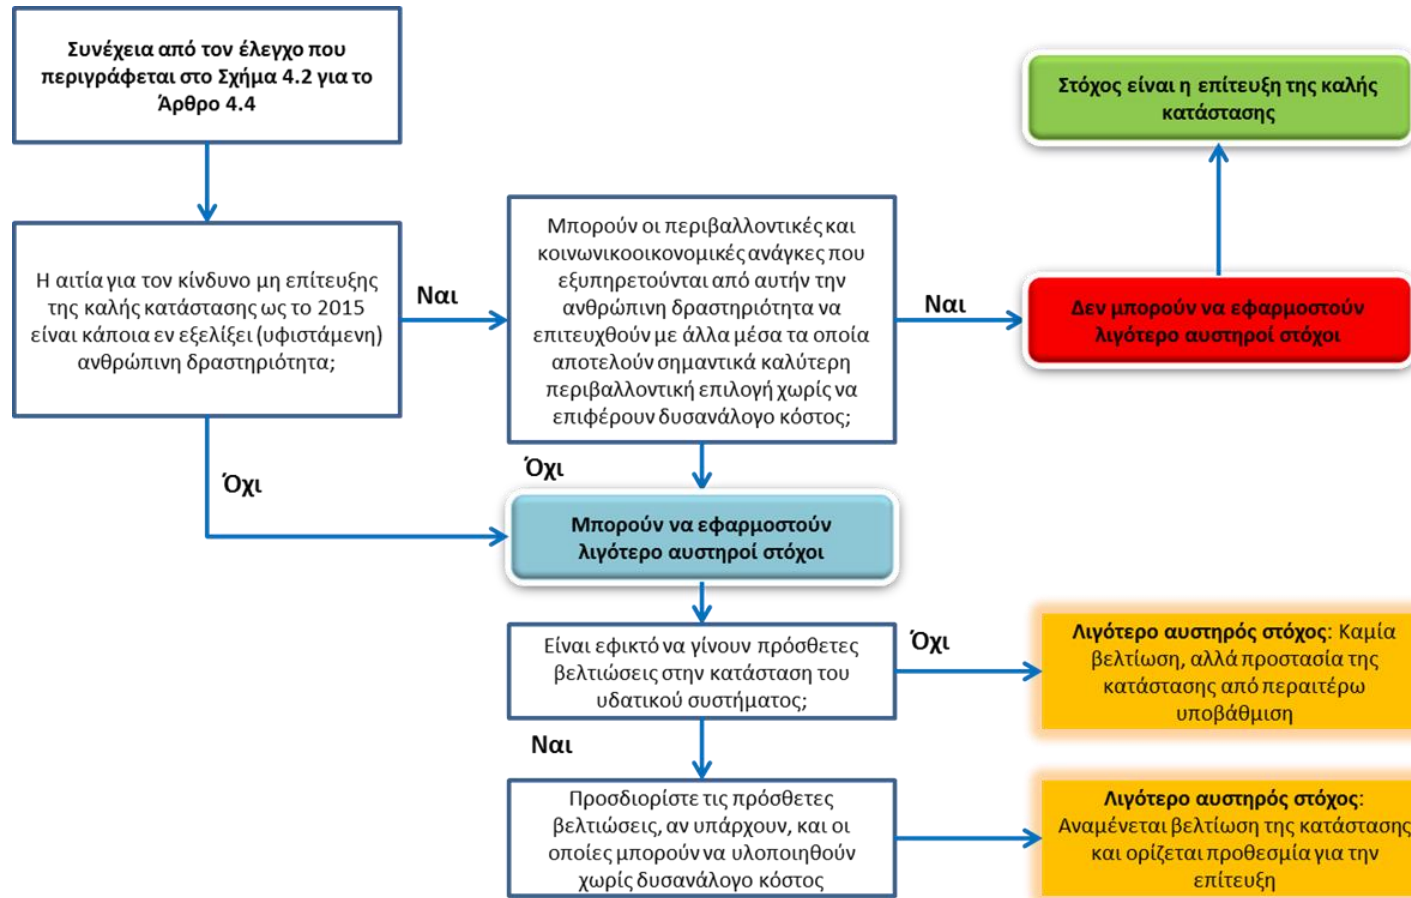 Συνέχεια από τον έλεγχο που
περιγράφεται στο Σχήμα 4.2 για το
Άρθρο 4.4
Στόχος είναι η επίτευξη της καλής
κατάστασης
Η αιτία για τον κίνδυνο μη επίτευξης
της καλής κατάστασης ως το 2015
είναι κάποια εν εξελίξει (υφιστάμενη)
ανθρώπινη δραστηριότητα;
Ναι
Μπορούν οι περιβαλλοντικές και
κοινωνικοοικονομικές ανάγκες που
εξυπηρετούνται από αυτήν την
ανθρώπινη δραστηριότητα να
επιτευχθούν με άλλα μέσα τα οποία
αποτελούν σημαντικά καλύτερη
περιβαλλοντική επιλογή χωρίς να
επιφέρουν δυσανάλογο κόστος;
Ναι
Δεν μπορούν να εφαρμοστούν
λιγότερο αυστηροί στόχοι
Όχι
Όχι
Μπορούν να εφαρμοστούν
λιγότερο αυστηροί στόχοι
Είναι εφικτό να γίνουν πρόσθετες
βελτιώσεις στην κατάσταση του
υδατικού συστήματος;
Όχι
Λιγότερο αυστηρός στόχος: Καμία
βελτίωση, αλλά προστασία της
κατάστασης από περαιτέρω
υποβάθμιση
Ναι
Προσδιορίστε τις πρόσθετες
βελτιώσεις, αν υπάρχουν, και οι
οποίες μπορούν να υλοποιηθούν
χωρίς δυσανάλογο κόστος
Λιγότερο αυστηρός στόχος:
Αναμένεται βελτίωση της κατάστασης
και ορίζεται προθεσμία για την
επίτευξη